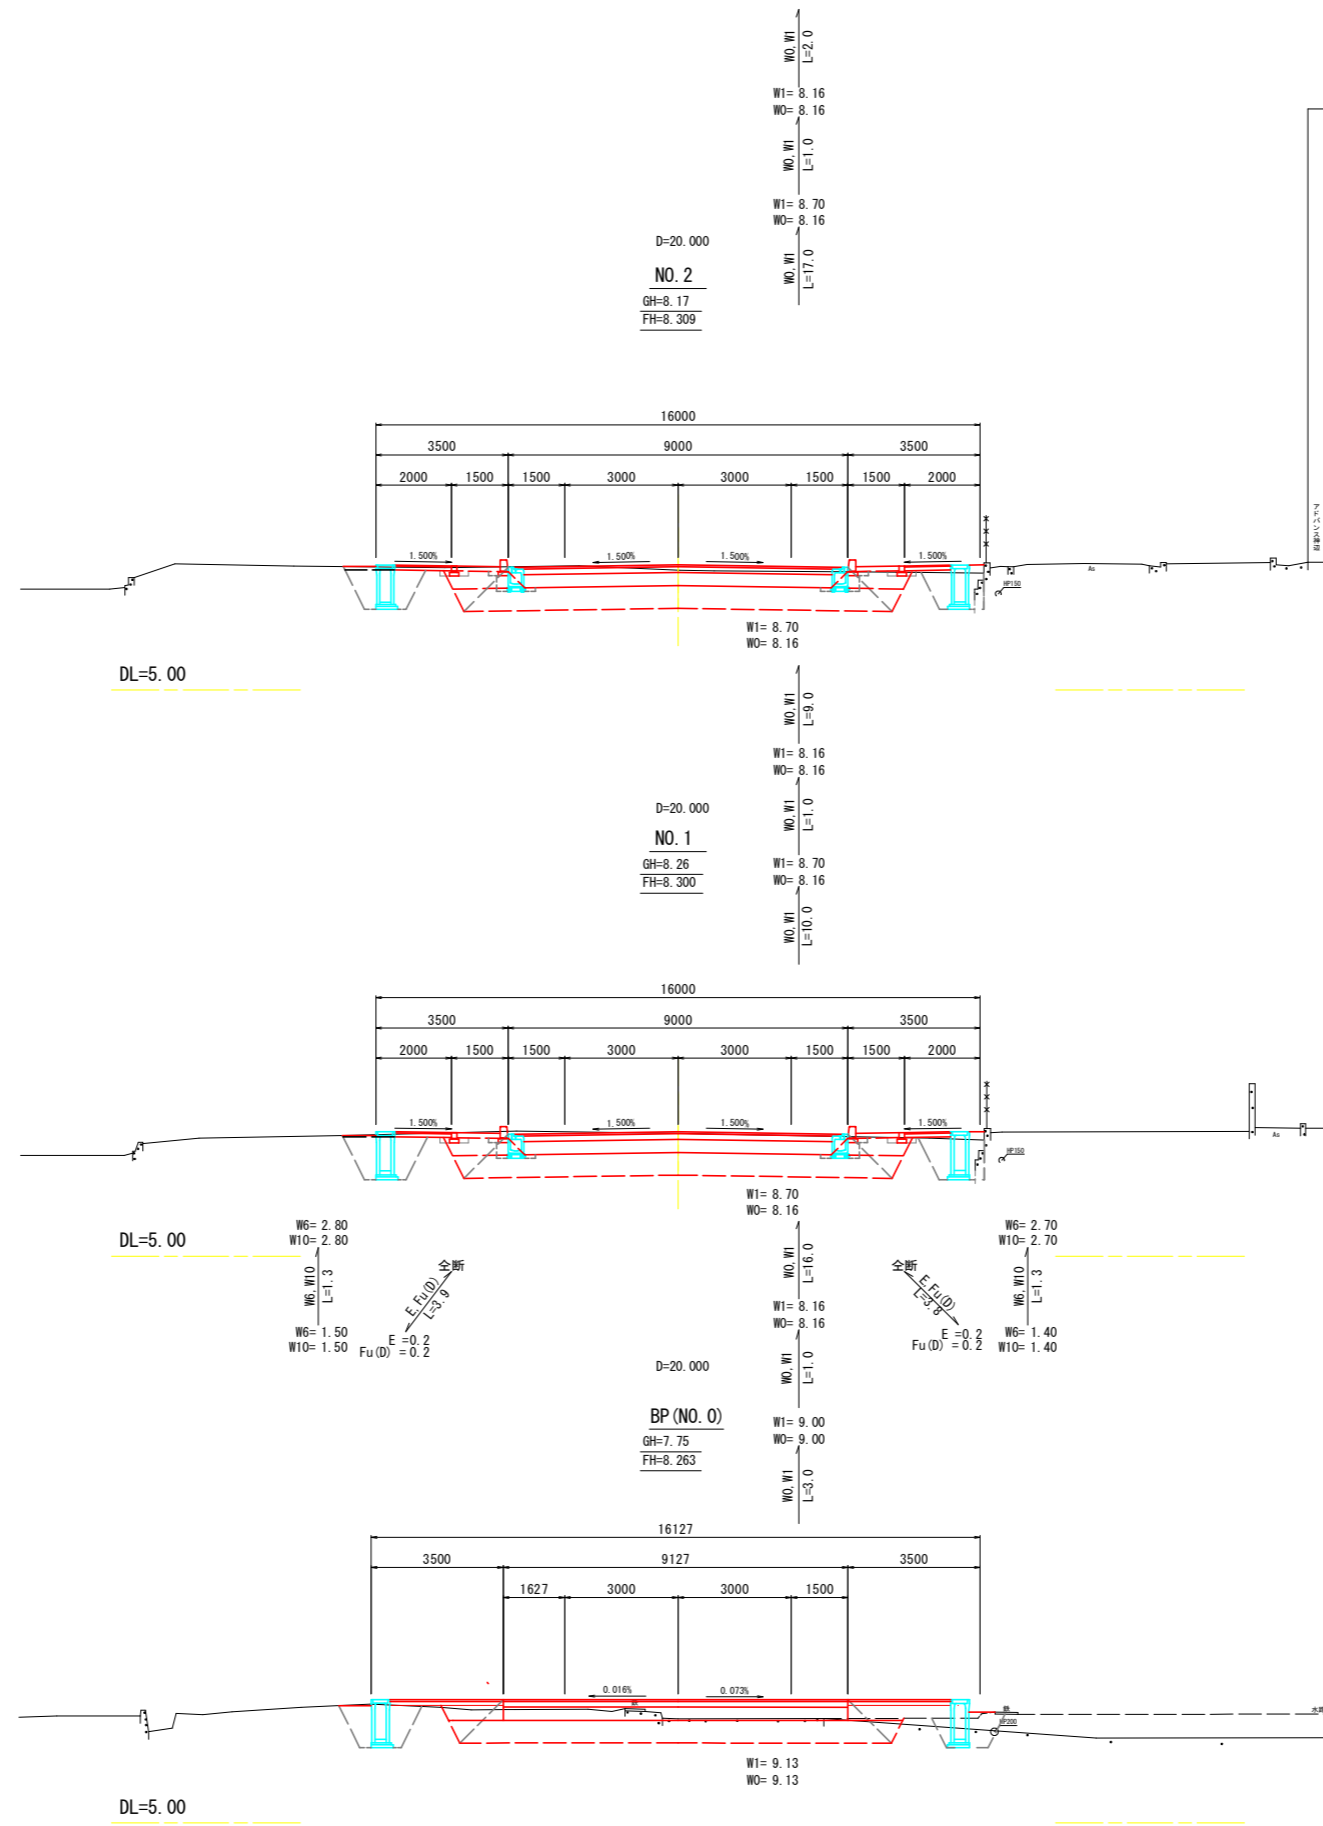 W0, W1
L=2.0
W1= 8.16
W0= 8.16
W0, W1
L=1.0
W1= 8.70
W0= 8.16
W0, W1
L=17.0
D=20.000
NO.2
GH=8.17
FH=8.309
16000
3500 9000 3500
2000 1500 1500 3000 3000 1500 1500 2000
1.500% 1.500% 1.500% 1.500%
As
HP150
W1= 8.70
W0= 8.16
DL=5.00
W0, W1
L=9.0
W1= 8.16
W0= 8.16
W0, W1
L=1.0
D=20.000
NO.1
GH=8.26
FH=8.300
W1= 8.70
W0= 8.16
W0, W1
L=10.0
16000
3500 9000 3500
2000 1500 1500 3000 3000 1500 1500 2000
1.500% 1.500% 1.500% 1.500%
As
W1= 8.70
W0= 8.16
DL=5.00
W6= 2.80
W10= 2.80
W6, W10
L=1.3
W6= 1.50
W10= 1.50
全断
E, Fu(D)
L=3.9
E =0.2
Fu(D) =0.2
W0, W1
L=16.0
W1= 8.16
W0= 8.16
W0, W1
L=1.0
全断
E, Fu(D)
L=3.8
E =0.2
Fu(D) =0.2
W6= 2.70
W10= 2.70
W6, W10
L=1.3
W6= 1.40
W10= 1.40
D=20.000
BP(NO.0)
GH=7.75
FH=8.263
W1= 9.00
W0= 9.00
W0, W1
L=3.0
16127
3500 9127 3500
1627 3000 3000 1500
0.016% 0.073%
HP200
W1= 9.13
W0= 9.13
DL=5.00